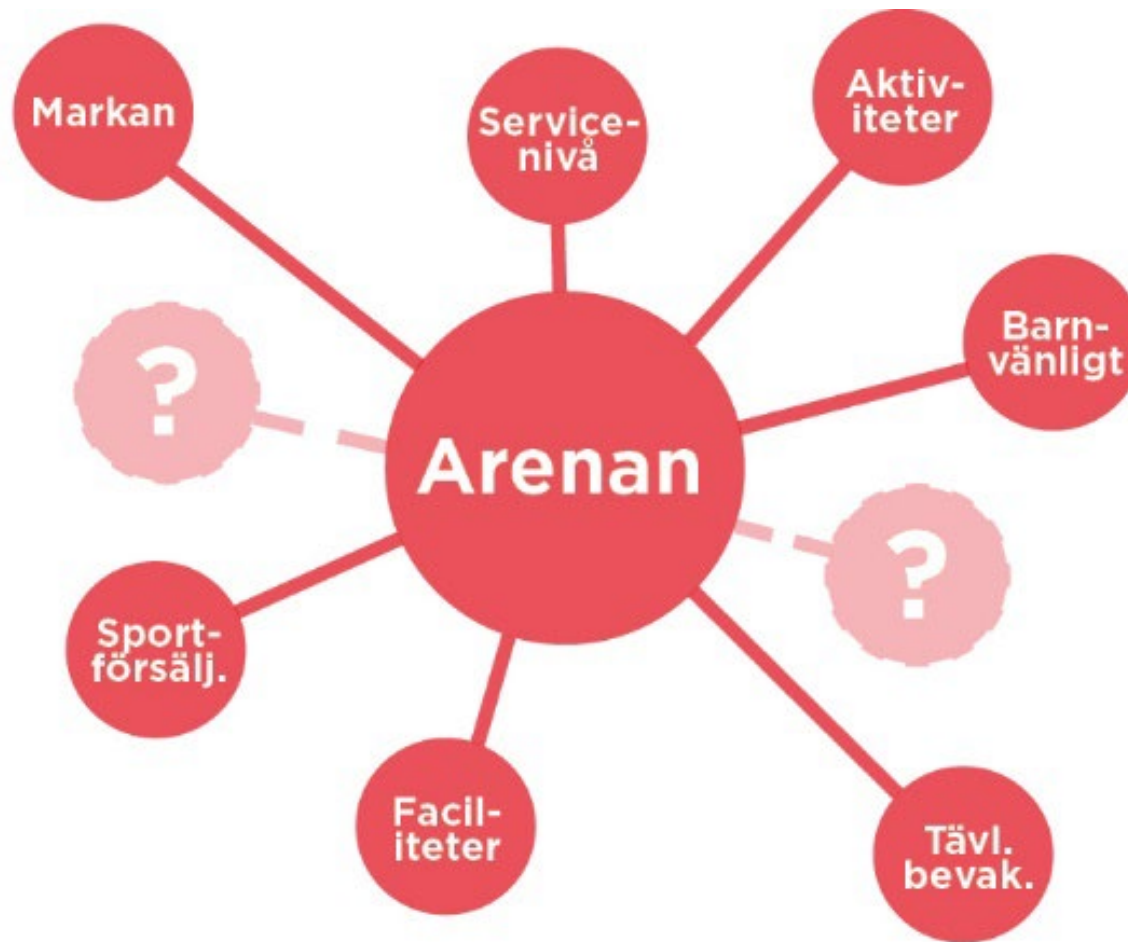 Markan
Service-
nivå
Aktiv-
iteter
Barn-
vänligt
?
Arenan
?
Sport-
försälj.
Facil-
iteter
Tävl.
bevak.